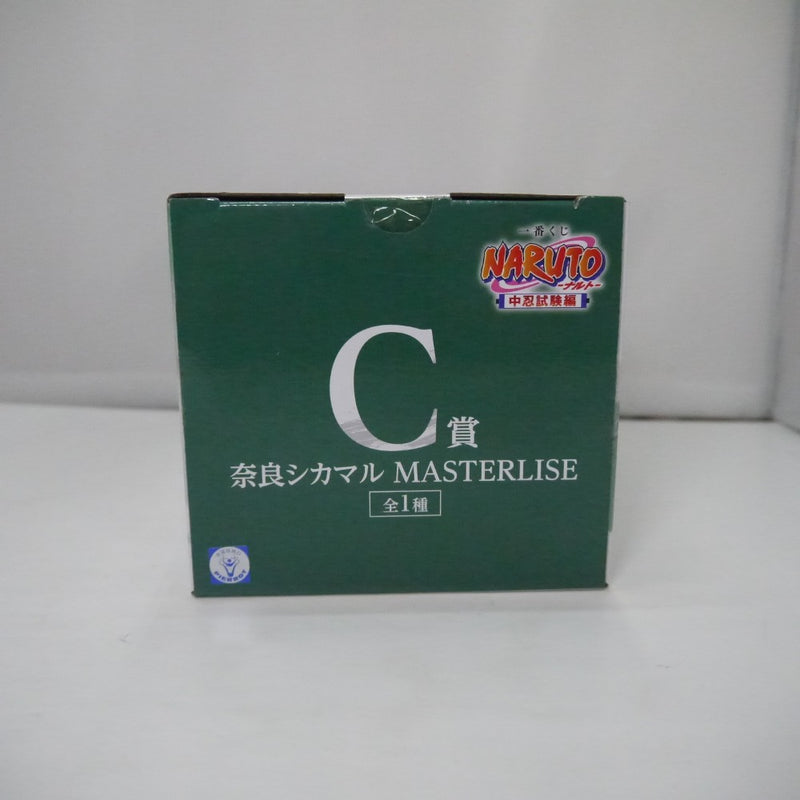 一番くじ
NARUTO
-ナルト-
中忍試験編
C賞
奈良シカマル MASTERLISE
全1種
PIERROT